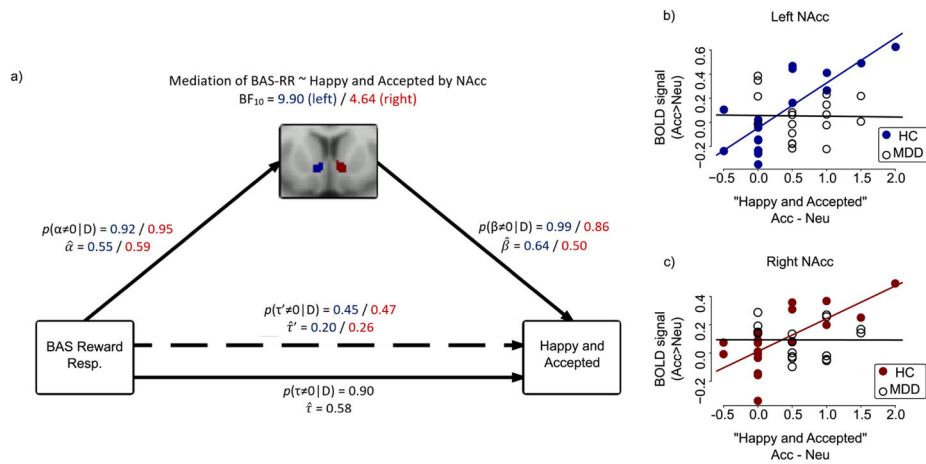 a)
Mediation of BAS-RR ~ Happy and Accepted by NAcc
BF10 = 9.90 (left) / 4.64 (right)
p(α≠0|D) = 0.92 / 0.95
α̂ = 0.55 / 0.59
p(β≠0|D) = 0.99 / 0.86
β̂ = 0.64 / 0.50
p(τ'≠0|D) = 0.45 / 0.47
τ̂' = 0.20 / 0.26
BAS Reward
Resp.
Happy and
Accepted
p(τ≠0|D) = 0.90
τ̂ = 0.58
b)
Left NAcc
BOLD signal
(Acc>Neu)
0.6
0.4
0.2
0.0
-0.2
HC
MDD
-0.5 0.0 0.5 1.0 1.5 2.0
"Happy and Accepted"
Acc - Neu
c)
Right NAcc
BOLD signal
(Acc>Neu)
0.4
0.2
0.0
-0.4
HC
MDD
-0.5 0.0 0.5 1.0 1.5 2.0
"Happy and Accepted"
Acc - Neu